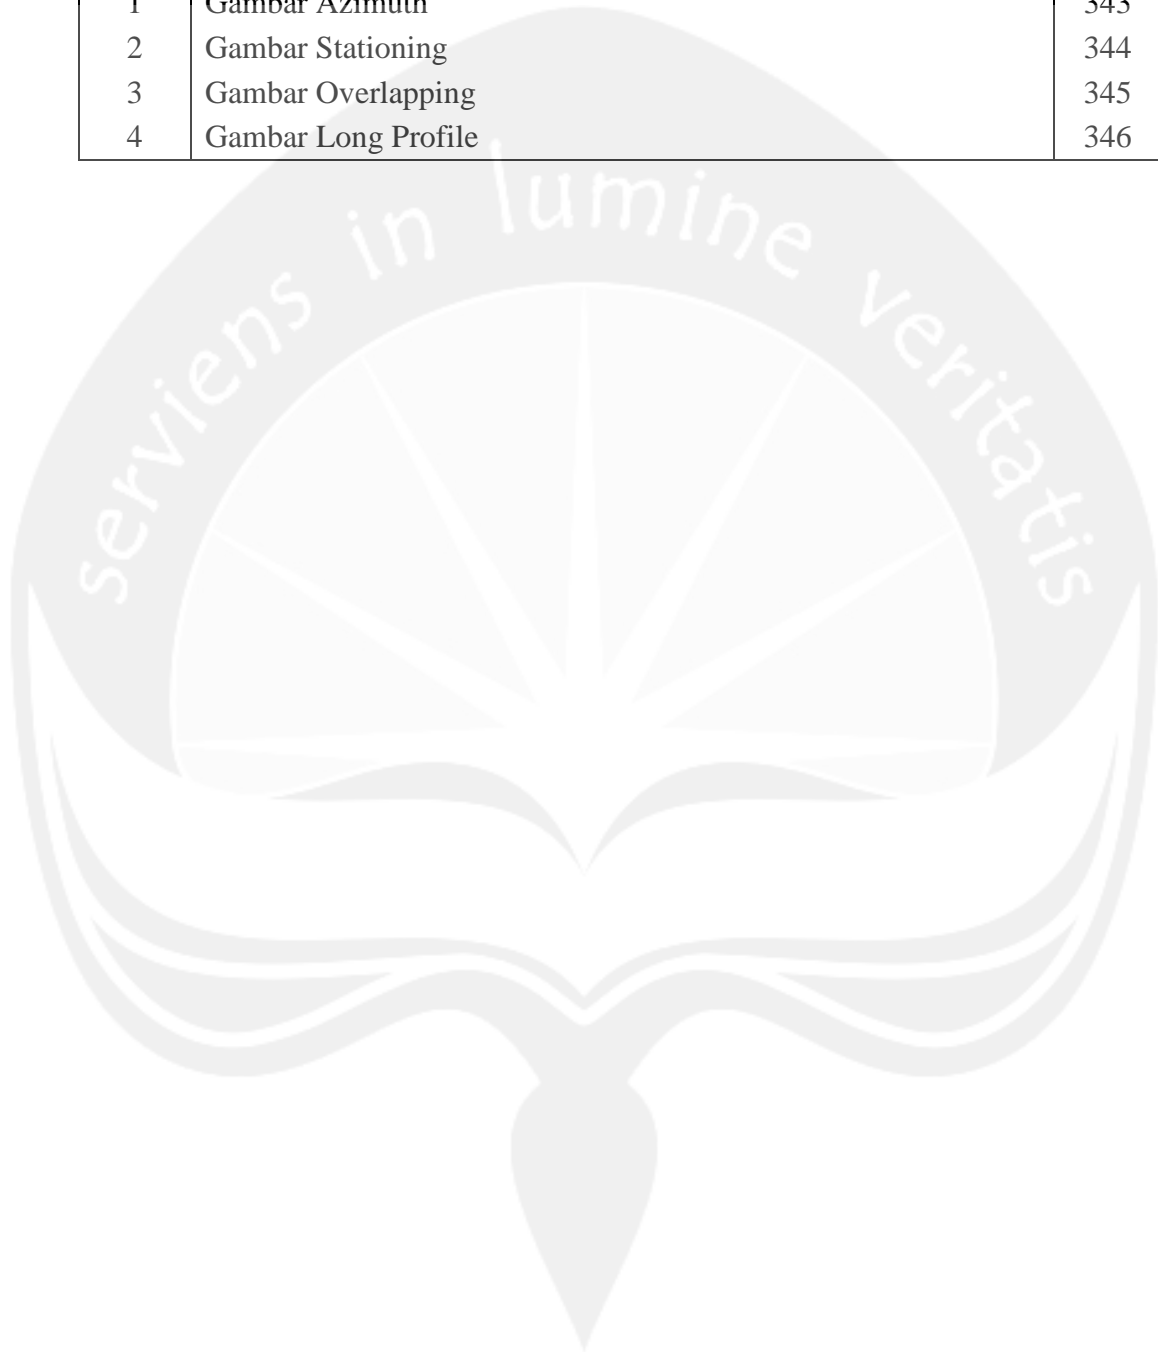 1 Gambar Azimuth 343
2 Gambar Stationing 344
3 Gambar Overlapping 345
4 Gambar Long Profile 346
serviens in lumine veritatis